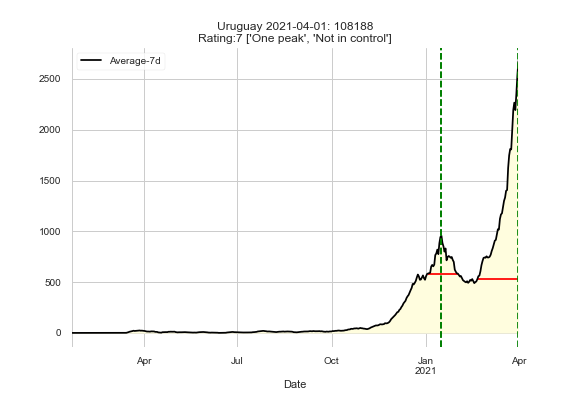 Uruguay 2021-04-01: 108188
Rating:7 ['One peak', 'Not in control']
Average-7d
2500
2000
1500
1000
500
0
Apr
Jul
Oct
Jan
2021
Apr
Date